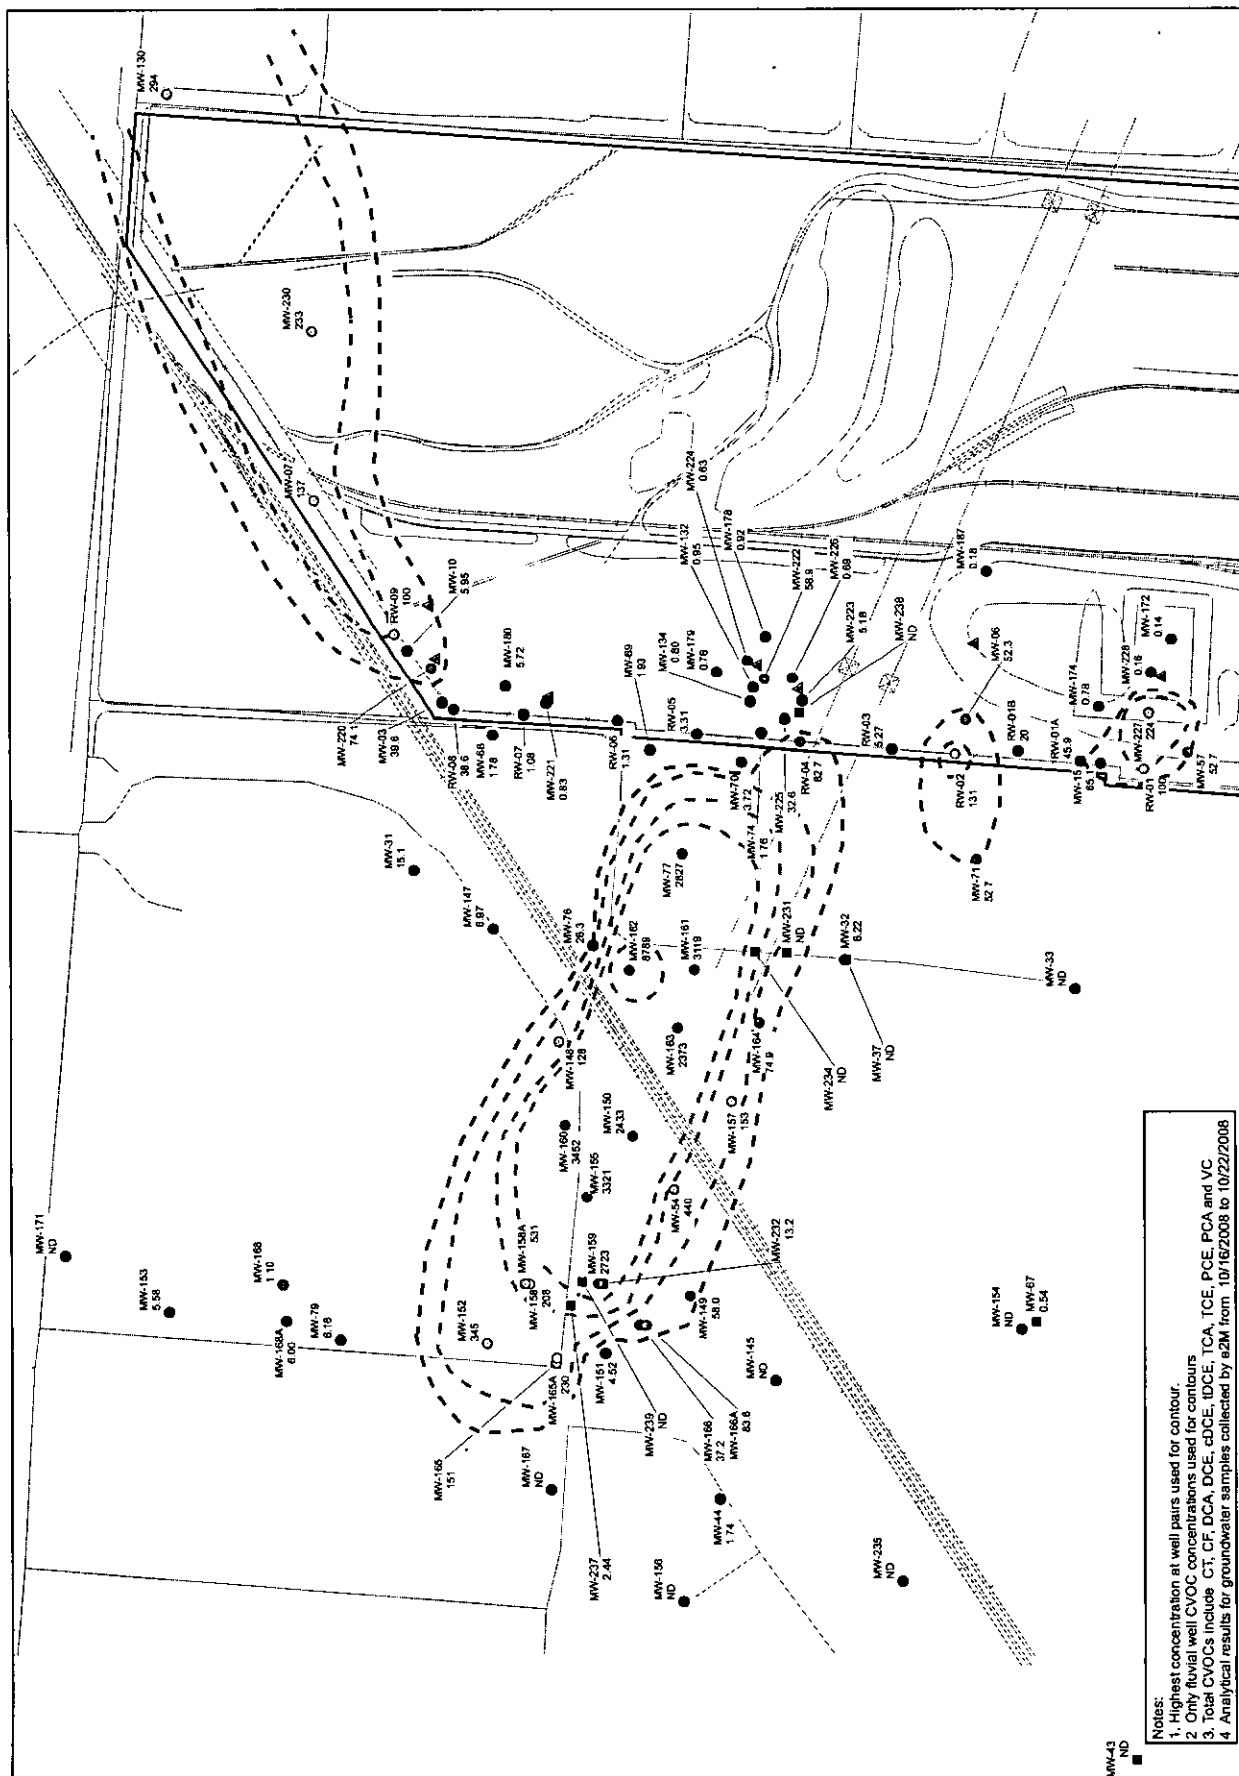 MW-130
294
MW-230
233
MW-07
137
MW-224
0.63
MW-132
0.95
MW-178
0.92
MW-222
58.9
MW-226
0.69
MW-187
0.18
MW-10
5.95
RW-09
100
MW-180
5.72
MW-134
0.80
MW-179
0.76
MW-223
5.18
MW-238
ND
MW-06
52.3
MW-172
0.14
MW-228
0.16
MW-174
0.78
MW-69
1.93
RW-05
3.31
RW-03
5.27
RW-01B
20
RW-01A
45.9
MW-227
224
MW-220
74.1
MW-03
39.6
RW-08
38.6
MW-68
1.78
RW-07
1.08
MW-221
0.83
RW-06
1.31
MW-70
3.72
MW-74
1.76
MW-225
32.6
RW-04
82.7
RW-02
131
MW-15
65.1
RW-01
100
MW-57
52.7
MW-71
52.7
MW-31
15.1
MW-147
6.97
MW-77
2827
MW-76
26.3
MW-162
8789
MW-161
3119
MW-231
ND
MW-32
6.22
MW-33
ND
MW-148
128
MW-163
2373
MW-164
74.9
MW-234
ND
MW-37
ND
MW-160
3452
MW-150
2433
MW-157
153
MW-155
3321
MW-54
440
MW-171
ND
MW-153
5.58
MW-168
1.10
MW-168A
6.00
MW-79
6.16
MW-152
345
MW-158A
531
MW-158
208
MW-159
2723
MW-232
13.2
MW-149
58.0
MW-154
ND
MW-67
0.54
MW-165A
230
MW-151
4.52
MW-145
ND
MW-239
ND
MW-166
37.2
MW-166A
83.6
MW-165
151
MW-167
ND
MW-44
1.74
MW-237
2.44
MW-156
ND
MW-235
ND
MW-43
ND
Notes:
1. Highest concentration at well pairs used for contour.
2 Only fluvial well CVOC concentrations used for contours
3. Total CVOCs include CT, CF, DCA, DCE, cDCE, tDCE, TCA, TCE, PCE, PCA and VC
4 Analytical results for groundwater samples collected by e2M from 10/16/2008 to 10/22/2008